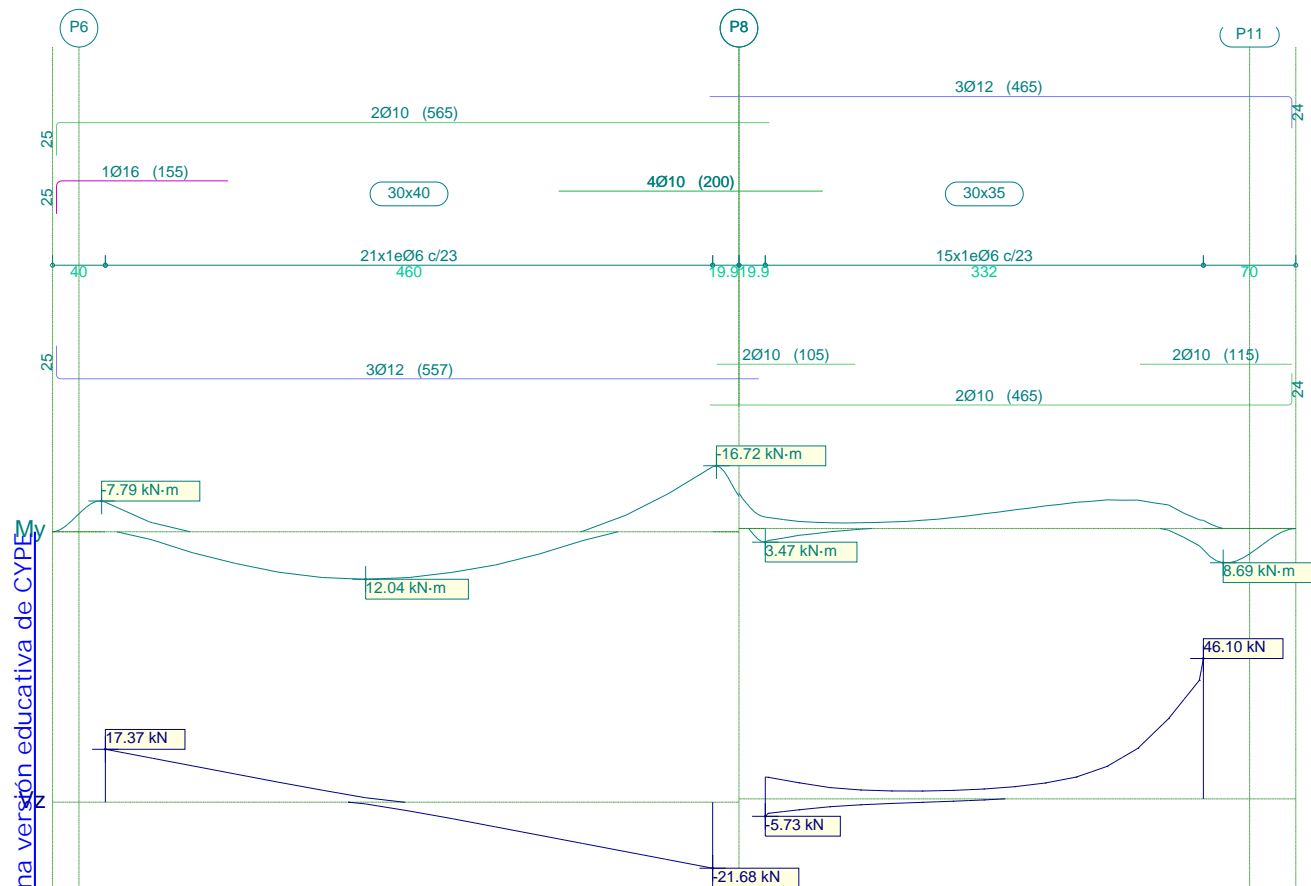 P6
P8
P11
3Ø12 (465)
2Ø10 (565)
24
25
1Ø16 (155)
4Ø10 (200)
30x40
30x35
25
21x1eØ6 c/23
15x1eØ6 c/23
40
460
19.9
19.9
332
70
25
2Ø10 (105)
2Ø10 (115)
3Ø12 (557)
2Ø10 (465)
24
-16.72 kN·m
-7.79 kN·m
My
3.47 kN·m
8.69 kN·m
12.04 kN·m
46.10 kN
17.37 kN
Vz
-5.73 kN
-21.68 kN
na versión educativa de CYPE